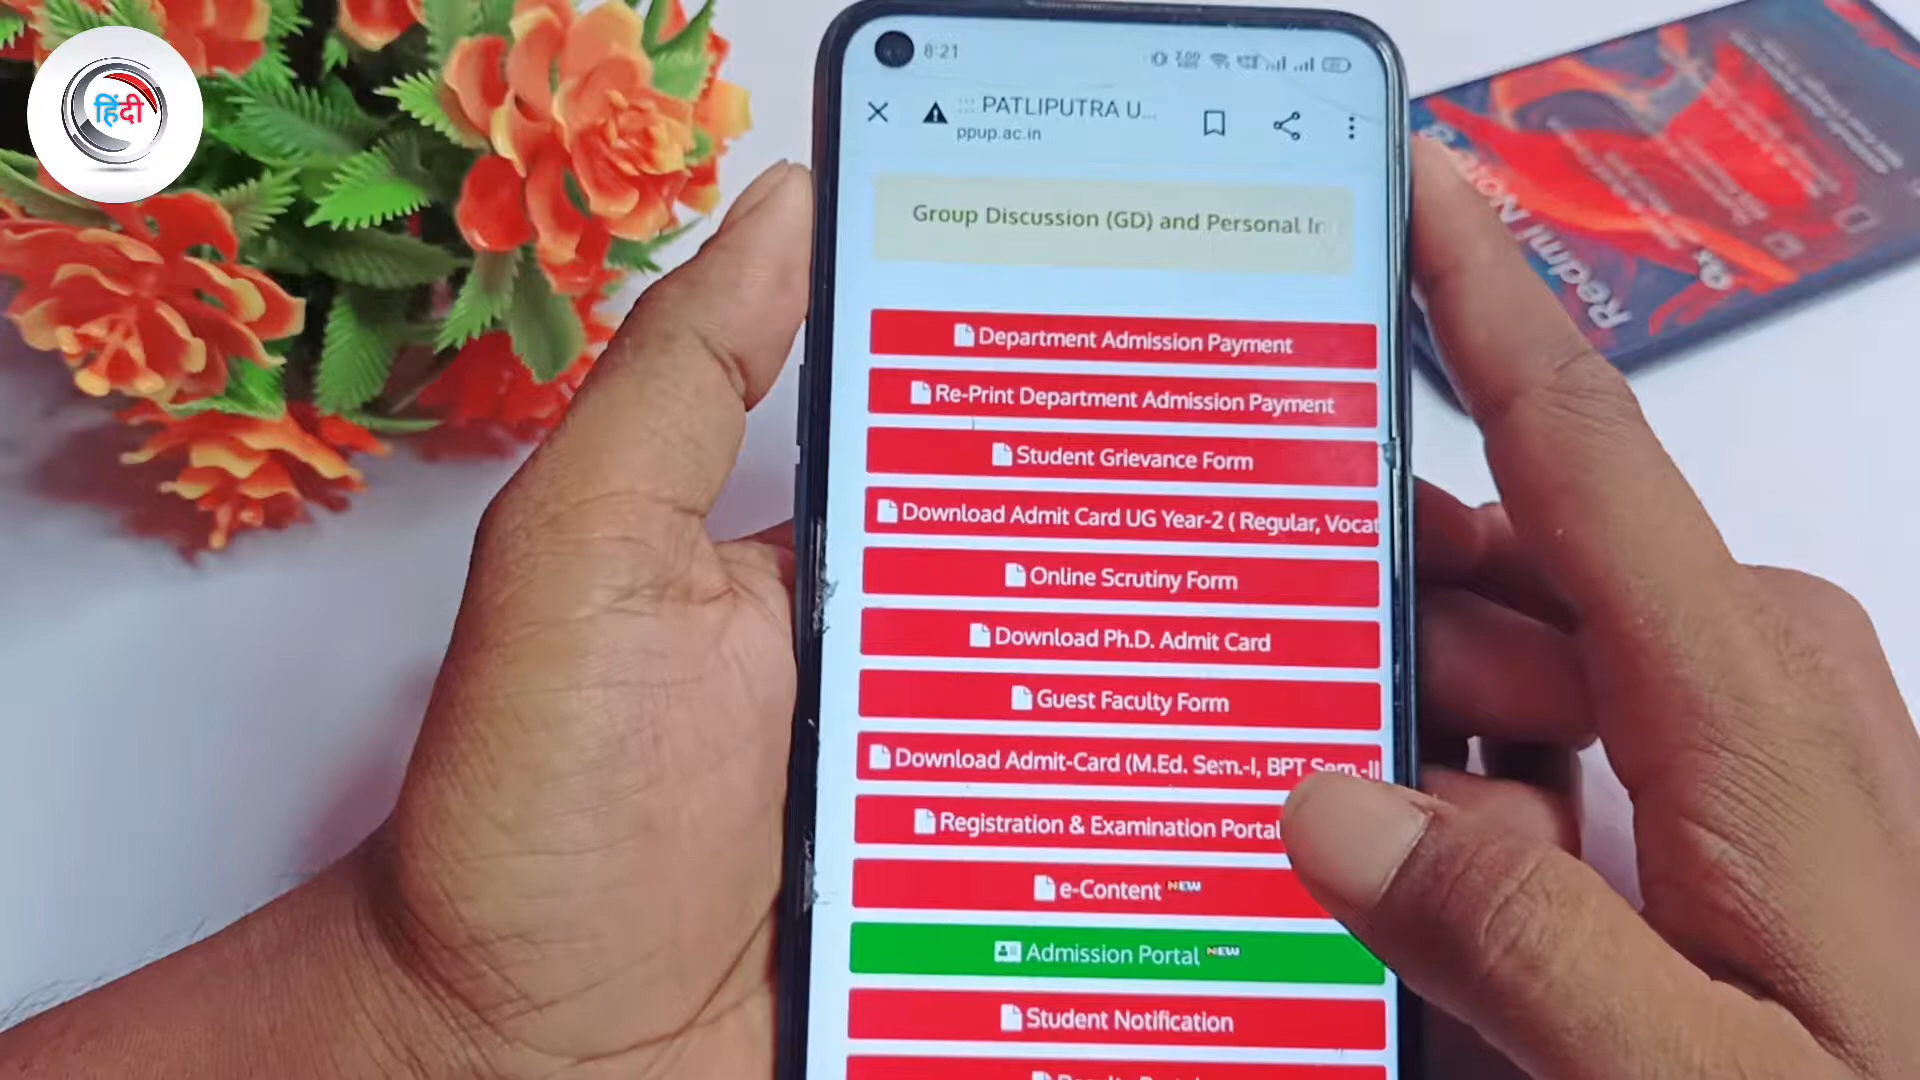 हिंदी
8:21
PATLIPUTRA U...
ppup.ac.in
Group Discussion (GD) and Personal In
Department Admission Payment
Re-Print Department Admission Payment
Student Grievance Form
Download Admit Card UG Year-2 ( Regular, Vocat
Online Scrutiny Form
Download Ph.D. Admit Card
Guest Faculty Form
Download Admit-Card (M.Ed. Sem.-I, BPT Sem.-II
Registration & Examination Portal
e-Content NEW
Admission Portal NEW
Student Notification
Redmi